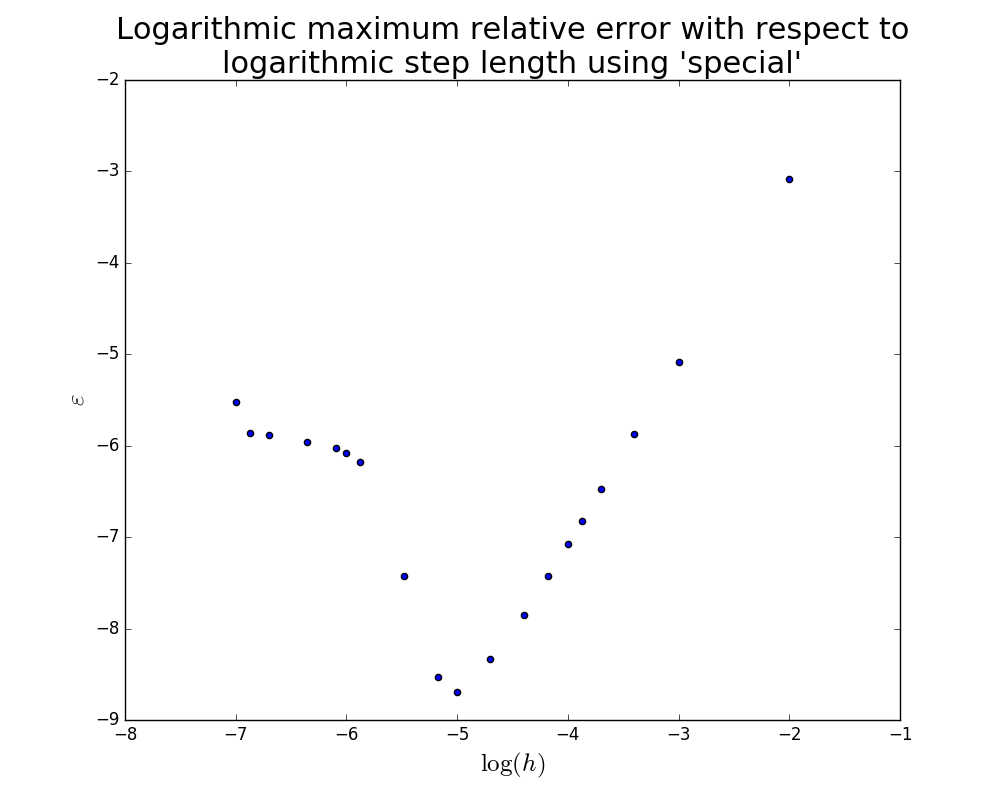 Logarithmic maximum relative error with respect to
logarithmic step length using 'special'
−2
−3
−4
−5
−6
−7
−8
−9
ε
−8 −7 −6 −5 −4 −3 −2 −1
log(h)